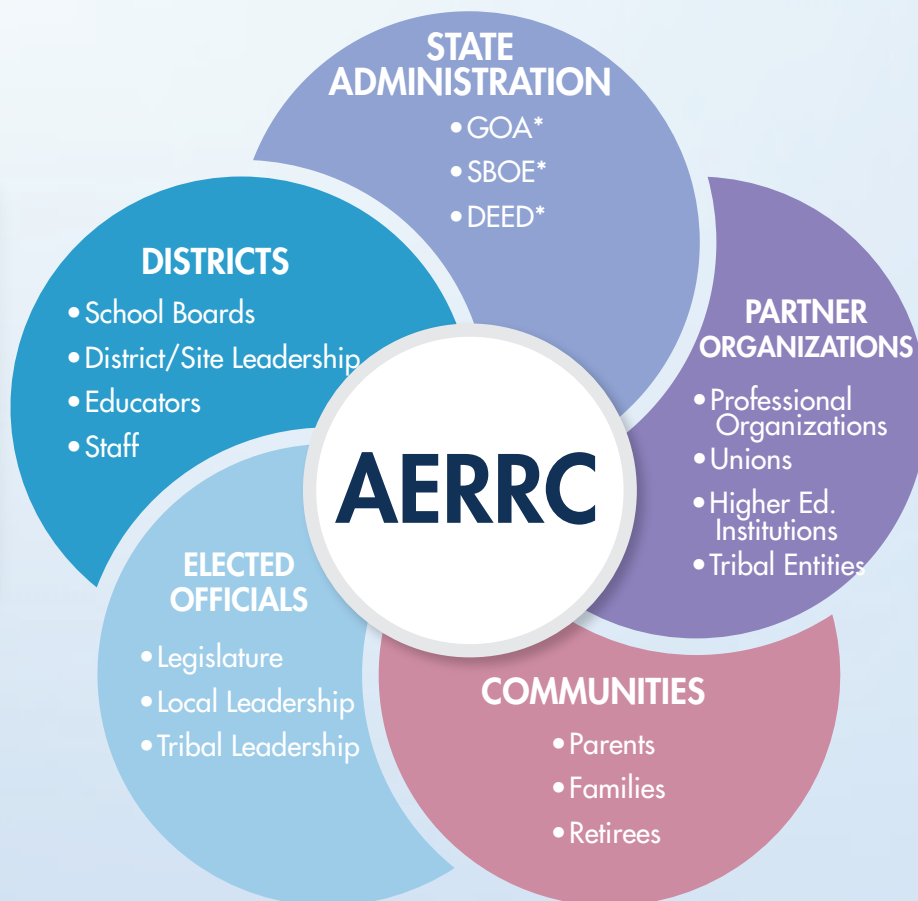 STATE
ADMINISTRATION
• GOA*
• SBOE*
• DEED*
DISTRICTS
• School Boards
• District/Site Leadership
• Educators
• Staff
PARTNER
ORGANIZATIONS
• Professional
Organizations
• Unions
• Higher Ed.
Institutions
• Tribal Entities
AERRC
ELECTED
OFFICIALS
• Legislature
• Local Leadership
• Tribal Leadership
COMMUNITIES
• Parents
• Families
• Retirees